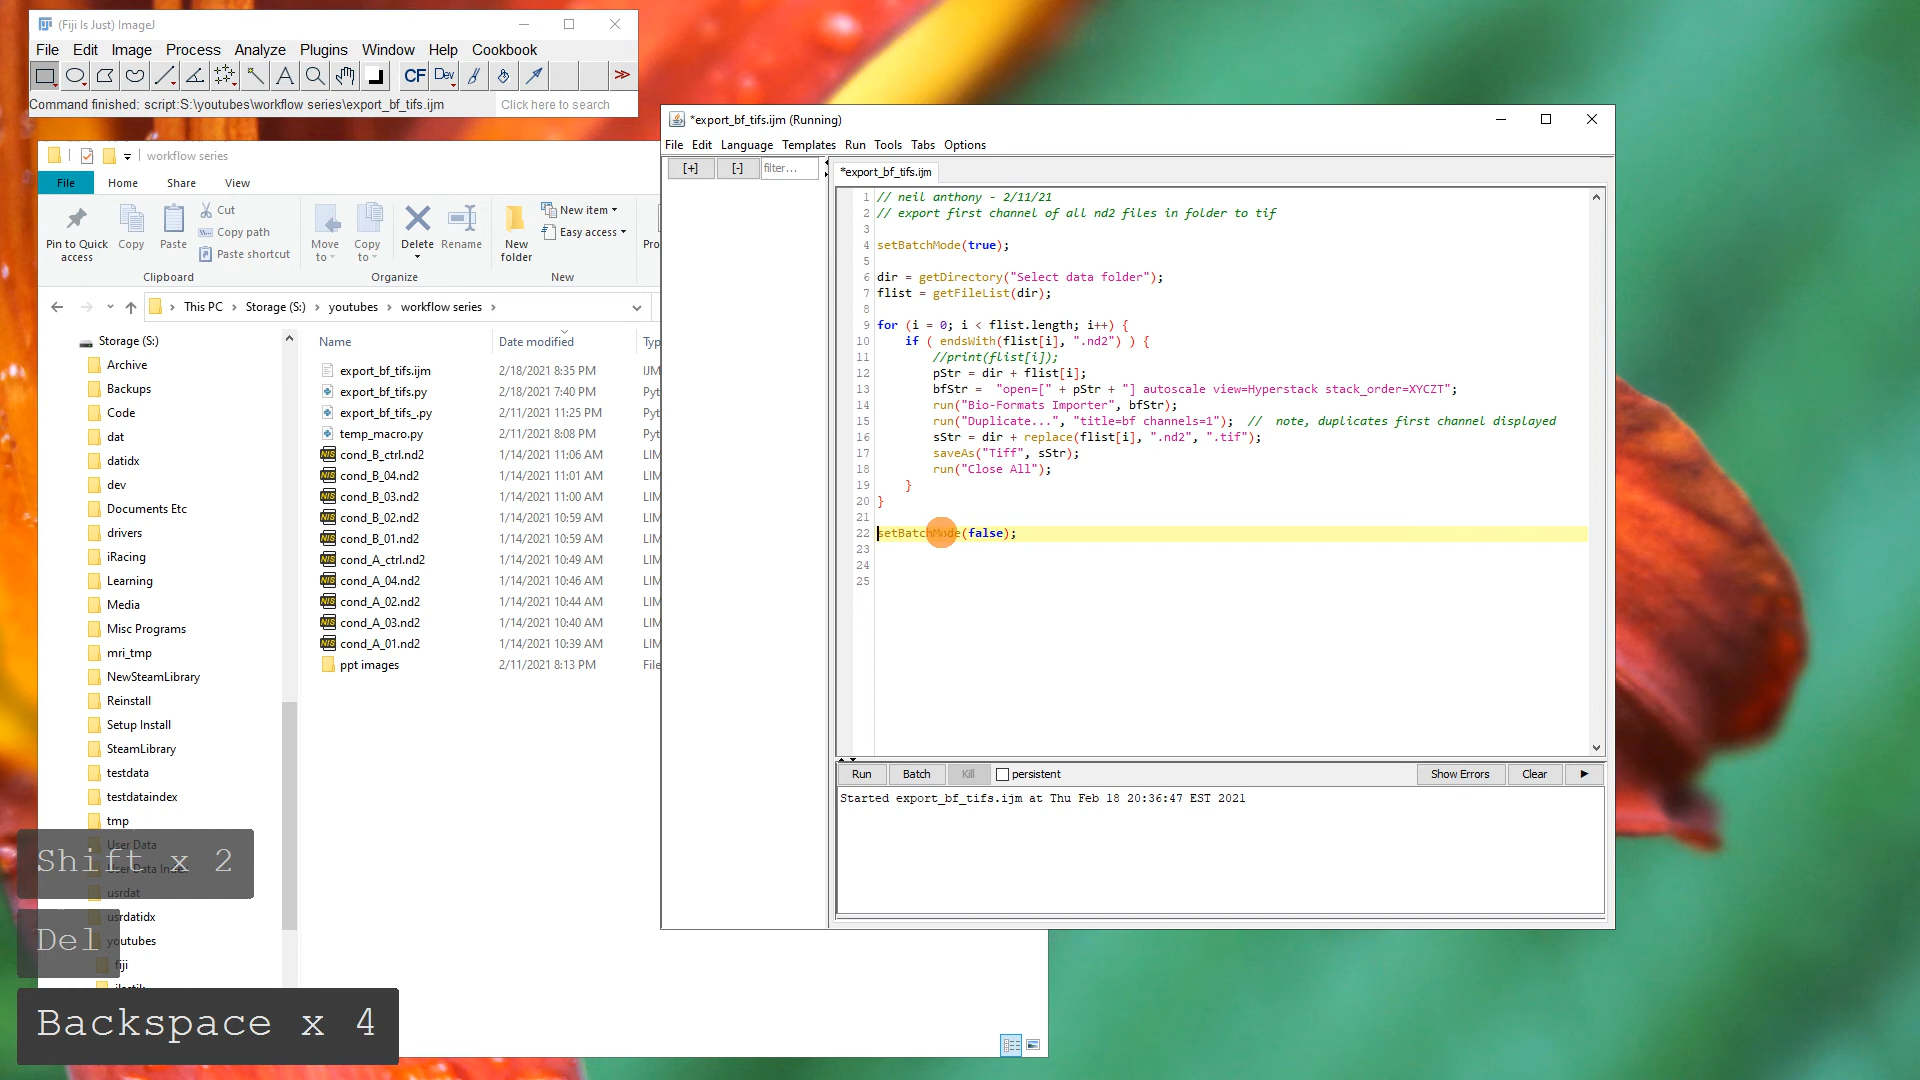 (Fiji Is Just) ImageJ
File Edit Image Process Analyze Plugins Window Help Cookbook
CF Dev
Command finished: script:S:\youtubes\workflow series\export_bf_tifs.ijm
Click here to search
workflow series
File Home Share View
Pin to Quick access
Copy
Paste
Cut
Copy path
Paste shortcut
Clipboard
Move to
Copy to
Delete
Rename
Organize
New folder
New item
Easy access
New
This PC > Storage (S:) > youtubes > workflow series >
Storage (S:)
Archive
Backups
Code
dat
datidx
dev
Documents Etc
drivers
iRacing
Learning
Media
Misc Programs
mri_tmp
NewSteamLibrary
Reinstall
Setup Install
SteamLibrary
testdata
testdataindex
tmp
User Data
usrdat
usrdatidx
youtubes
fiji
Name Date modified
export_bf_tifs.ijm 2/18/2021 8:35 PM IJM
export_bf_tifs.py 2/18/2021 7:40 PM
export_bf_tifs_.py 2/11/2021 11:25 PM
temp_macro.py 2/11/2021 8:08 PM
cond_B_ctrl.nd2 1/14/2021 11:06 AM LIM
cond_B_04.nd2 1/14/2021 11:01 AM LIM
cond_B_03.nd2 1/14/2021 11:00 AM LIM
cond_B_02.nd2 1/14/2021 10:59 AM LIM
cond_B_01.nd2 1/14/2021 10:59 AM LIM
cond_A_ctrl.nd2 1/14/2021 10:49 AM LIM
cond_A_04.nd2 1/14/2021 10:46 AM LIM
cond_A_02.nd2 1/14/2021 10:44 AM LIM
cond_A_03.nd2 1/14/2021 10:40 AM LIM
cond_A_01.nd2 1/14/2021 10:39 AM LIM
ppt images 2/11/2021 8:13 PM File
*export_bf_tifs.ijm (Running)
File Edit Language Templates Run Tools Tabs Options
[+] [-] filter...
*export_bf_tifs.ijm
1 // neil anthony - 2/11/21
2 // export first channel of all nd2 files in folder to tif
3
4 setBatchMode(true);
5
6 dir = getDirectory("Select data folder");
7 flist = getFileList(dir);
8
9 for (i = 0; i < flist.length; i++) {
10 if ( endsWith(flist[i], ".nd2") ) {
11 //print(flist[i]);
12 pStr = dir + flist[i];
13 bfStr = "open=[" + pStr + "] autoscale view=Hyperstack stack_order=XYCZT";
14 run("Bio-Formats Importer", bfStr);
15 run("Duplicate...", "title=bf channels=1"); // note, duplicates first channel displayed
16 sStr = dir + replace(flist[i], ".nd2", ".tif");
17 saveAs("Tiff", sStr);
18 run("Close All");
19 }
20 }
21
22 setBatchMode(false);
23
24
25
Run Batch Kill persistent Show Errors Clear
Started export_bf_tifs.ijm at Thu Feb 18 20:36:47 EST 2021
Shift x 2
Del
Backspace x 4